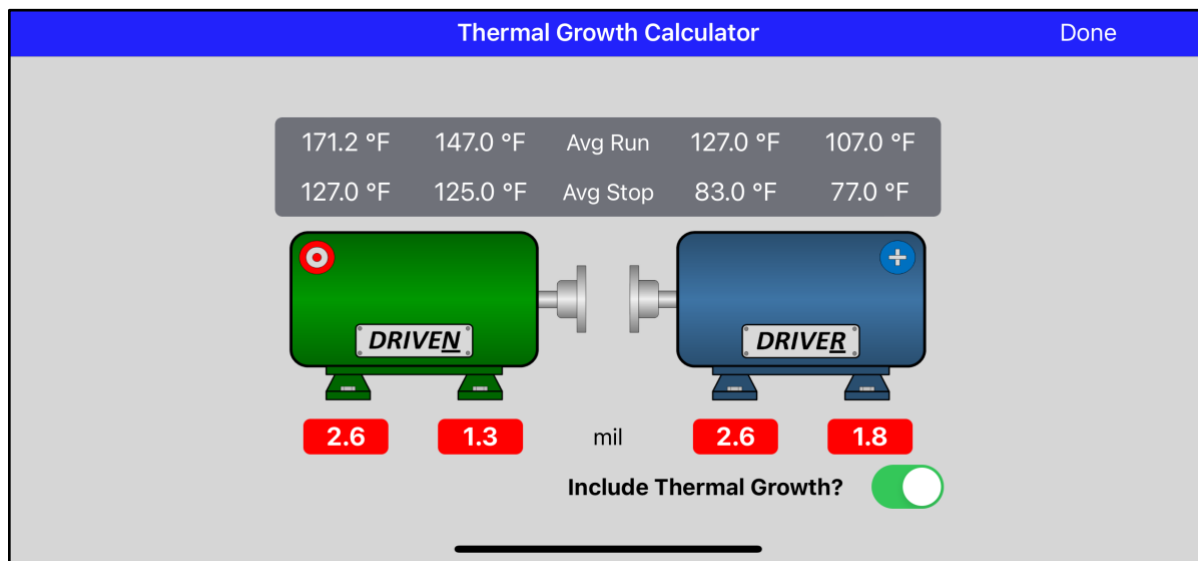 Thermal Growth Calculator Done
171.2 °F 147.0 °F Avg Run 127.0 °F 107.0 °F
127.0 °F 125.0 °F Avg Stop 83.0 °F 77.0 °F
DRIVEN DRIVER
2.6 1.3 mil 2.6 1.8
Include Thermal Growth?